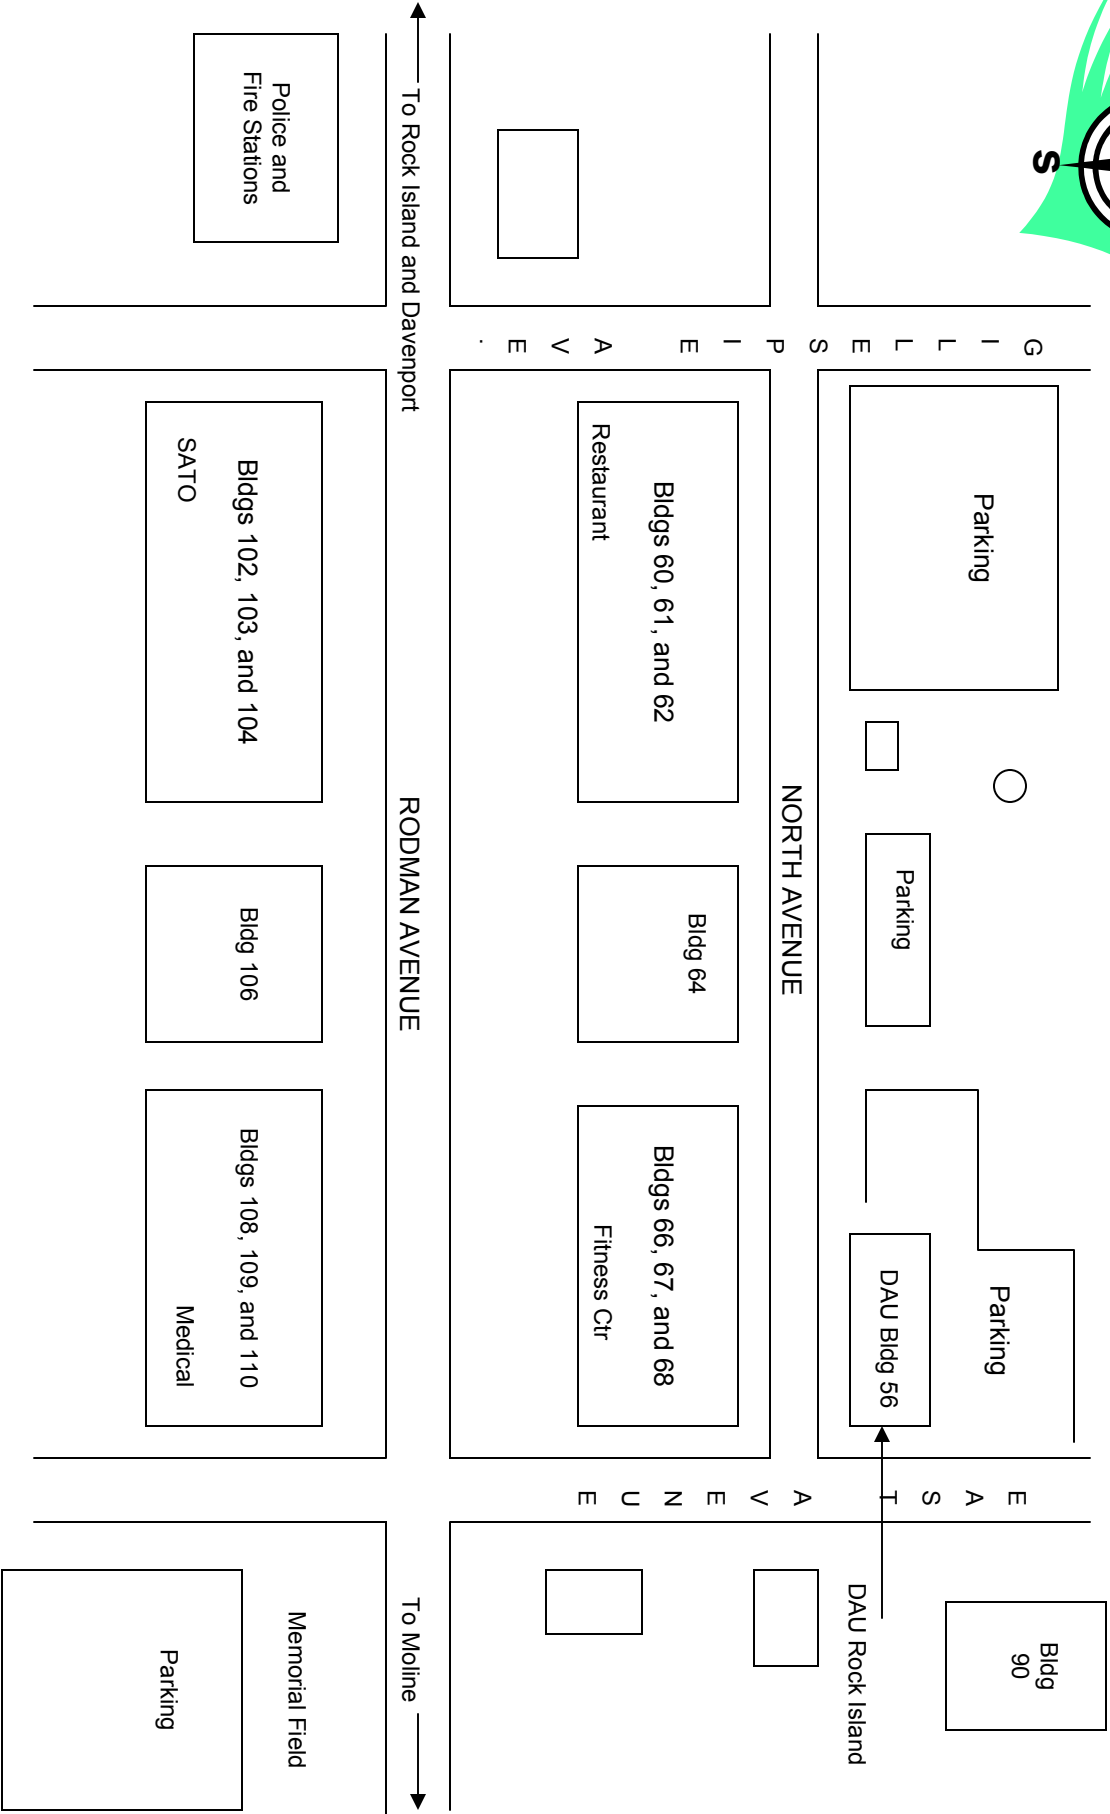 S
GILLESPIE AVE.
Parking
Parking
Parking
DAU Bldg 56
EAST AVENUE
Bldg
90
DAU Rock Island
NORTH AVENUE
Bldgs 60, 61, and 62
Restaurant
Bldg 64
Bldgs 66, 67, and 68
Fitness Ctr
To Rock Island and Davenport
RODMAN AVENUE
To Moline
Police and
Fire Stations
Bldgs 102, 103, and 104
SATO
Bldg 106
Bldgs 108, 109, and 110
Medical
Memorial Field
Parking